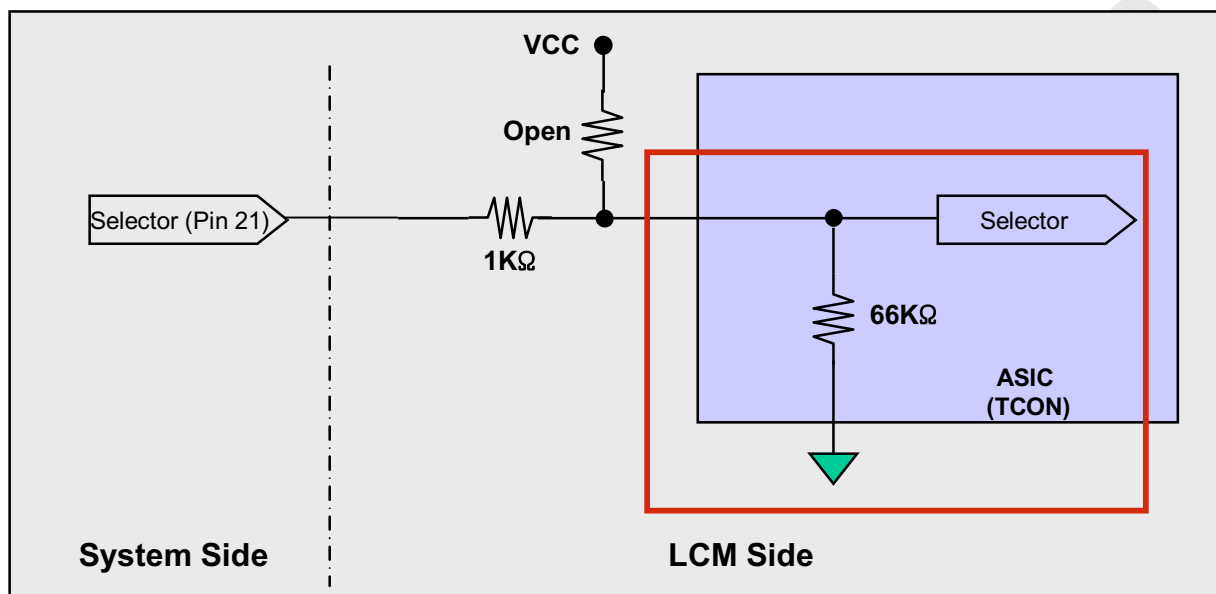 VCC
Open
Selector (Pin 21)
1KΩ
Selector
66KΩ
ASIC
(TCON)
System Side
LCM Side